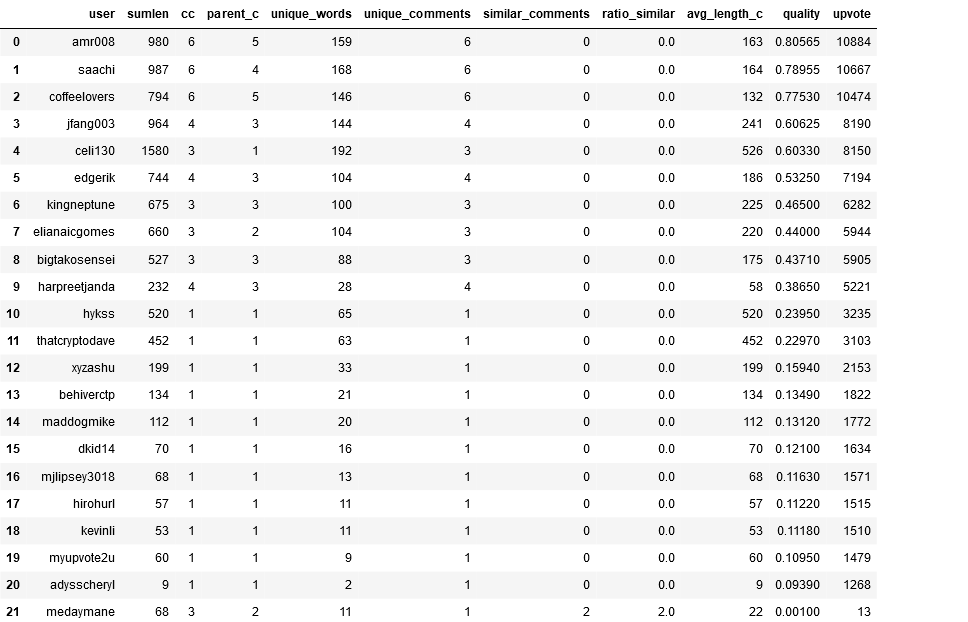 user sumlen cc parent_c unique_words unique_comments similar_comments ratio_similar avg_length_c quality upvote
0 amr008 980 6 5 159 6 0 0.0 163 0.80565 10884
1 saachi 987 6 4 168 6 0 0.0 164 0.78955 10667
2 coffeelovers 794 6 5 146 6 0 0.0 132 0.77530 10474
3 jfang003 964 4 3 144 4 0 0.0 241 0.60625 8190
4 celi130 1580 3 1 192 3 0 0.0 526 0.60330 8150
5 edgerik 744 4 3 104 4 0 0.0 186 0.53250 7194
6 kingneptune 675 3 3 100 3 0 0.0 225 0.46500 6282
7 elianaicgomes 660 3 2 104 3 0 0.0 220 0.44000 5944
8 bigtakosensei 527 3 3 88 3 0 0.0 175 0.43710 5905
9 harpreetjanda 232 4 3 28 4 0 0.0 58 0.38650 5221
10 hykss 520 1 1 65 1 0 0.0 520 0.23950 3235
11 thatcryptodave 452 1 1 63 1 0 0.0 452 0.22970 3103
12 xyzashu 199 1 1 33 1 0 0.0 199 0.15940 2153
13 behiverctp 134 1 1 21 1 0 0.0 134 0.13490 1822
14 maddogmike 112 1 1 20 1 0 0.0 112 0.13120 1772
15 dkid14 70 1 1 16 1 0 0.0 70 0.12100 1634
16 mjlipsey3018 68 1 1 13 1 0 0.0 68 0.11630 1571
17 hirohurl 57 1 1 11 1 0 0.0 57 0.11220 1515
18 kevinli 53 1 1 11 1 0 0.0 53 0.11180 1510
19 myupvote2u 60 1 1 9 1 0 0.0 60 0.10950 1479
20 adysscheryl 9 1 1 2 1 0 0.0 9 0.09390 1268
21 medaymane 68 3 2 11 1 2 2.0 22 0.00100 13